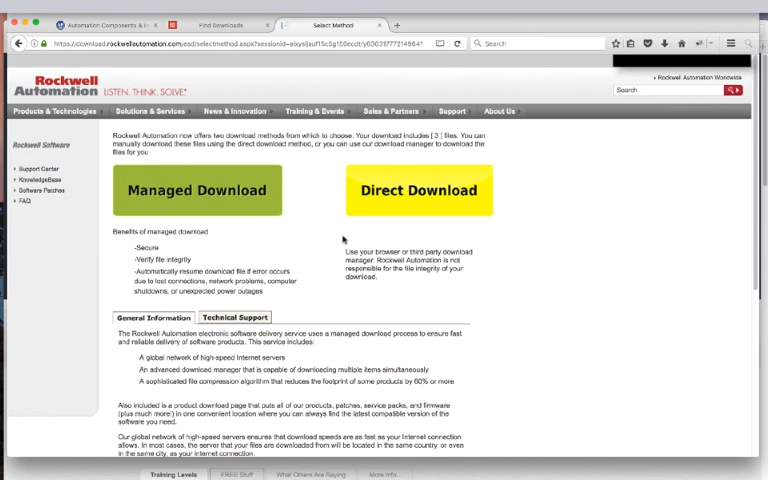 Automation Components & I
Find Downloads
Select Method
Search
Rockwell
Automation
LISTEN. THINK. SOLVE.
Rockwell Automation Worldwide
Search
Products & Technologies
Solutions & Services
News & Innovation
Training & Events
Sales & Partners
Support
About Us
Rockwell Software
Support Center
KnowledgeBase
Software Patches
FAQ
Rockwell Automation now offers two download methods from which to choose. Your download includes [ 3 ] files. You can
manually download these files using the direct download method, or you can use our download manager to download the
files for you
Managed Download
Direct Download
Benefits of managed download
-Secure
-Verify file integrity
-Automatically resume download file if error occurs
due to lost connections, network problems, computer
shutdowns, or unexpected power outages
Use your browser or third party download
manager. Rockwell Automation is not
responsible for the file integrity of your
download.
General Information
Technical Support
The Rockwell Automation electronic software delivery service uses a managed download process to ensure fast
and reliable delivery of software products. This service includes:
A global network of high-speed Internet servers
An advanced download manager that is capable of downloading multiple items simultaneously
A sophisticated file compression algorithm that reduces the footprint of some products by 60% or more
Also included is a product download page that puts all of our products, patches, service packs, and firmware
(plus much more!) in one convenient location where you can always find the latest compatible version of the
software you need.
Our global network of high-speed servers ensures that download speeds are as fast as your Internet connection
allows. In most cases, the server that your files are downloaded from will be located in the same country, or even
in the same city, as your internet connection.
Training Levels
FREE Stuff
What Others Are Saying
More Info..